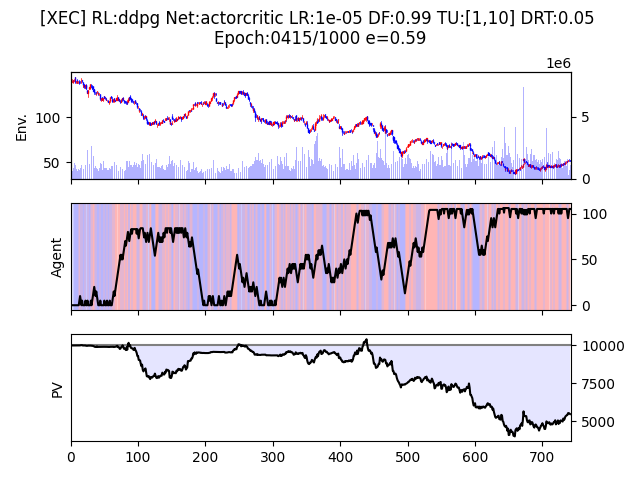 [XEC] RL:ddpg Net:actorcritic LR:1e-05 DF:0.99 TU:[1,10] DRT:0.05
Epoch:0415/1000 e=0.59
1e6
Env.
100
50
5
0
Agent
100
50
0
PV
10000
7500
5000
0 100 200 300 400 500 600 700